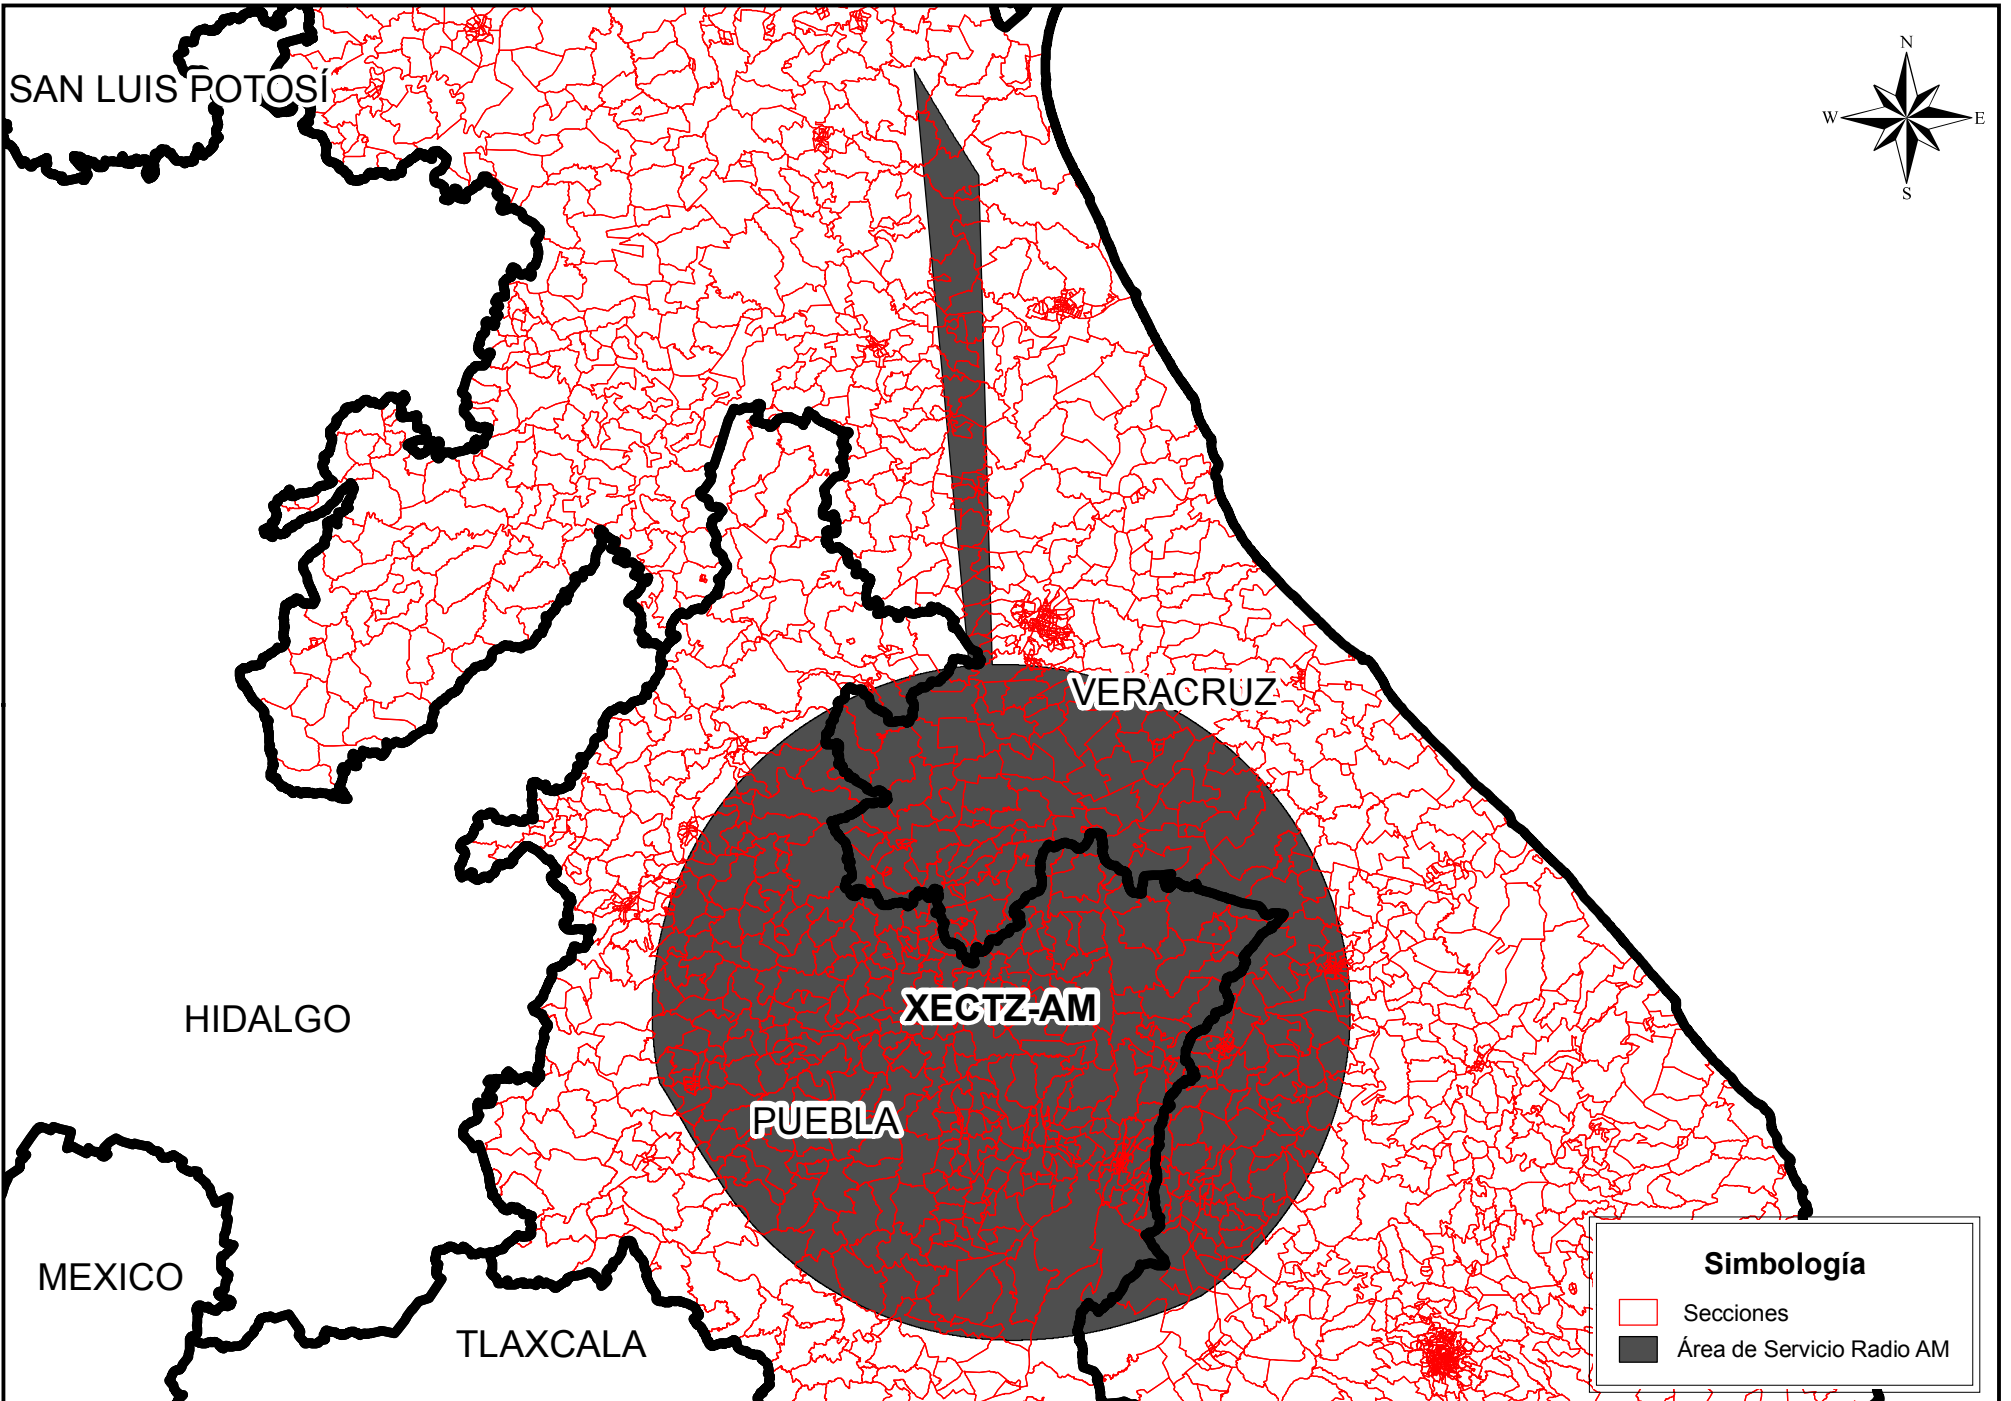 N
SAN LUIS POTOSÍ
W
E
S
VERACRUZ
XECTZ-AM
HIDALGO
PUEBLA
MEXICO
TLAXCALA
Simbología
Secciones
Área de Servicio Radio AM